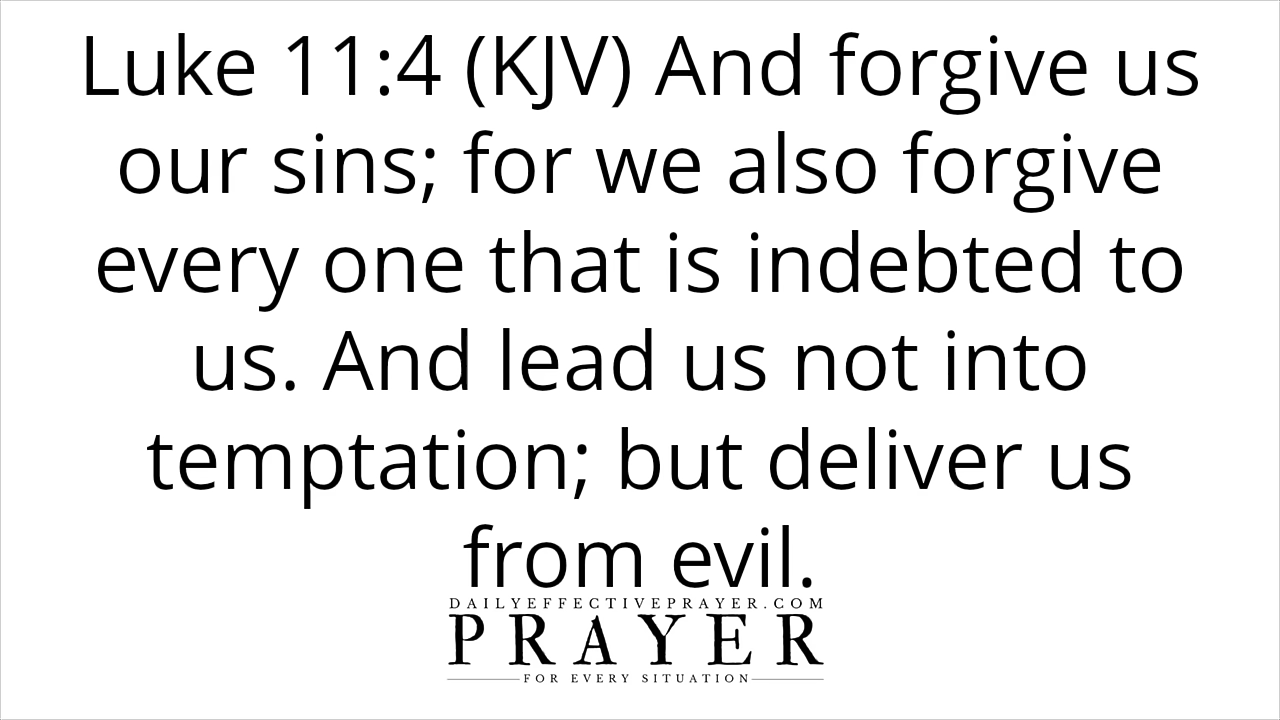 Luke 11:4 (KJV) And forgive us
our sins; for we also forgive
every one that is indebted to
us. And lead us not into
temptation; but deliver us
from evil.
DAILYEFFECTIVEPRAYER.COM
PRAYER
FOR EVERY SITUATION